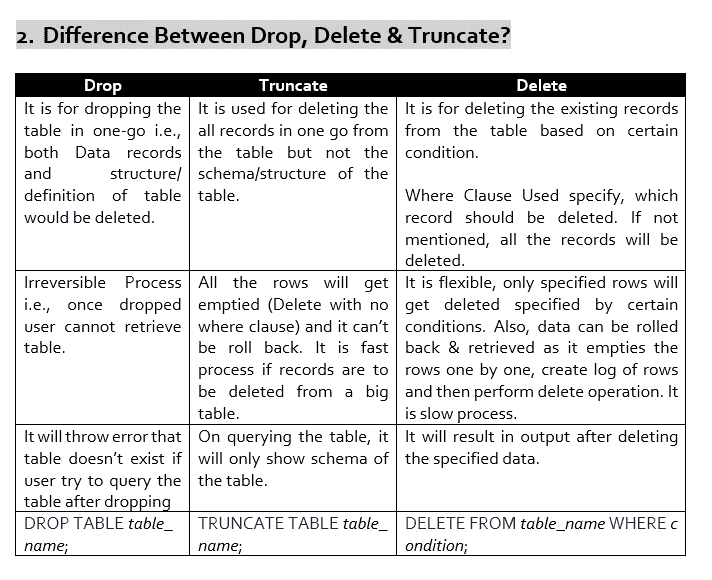 2. Difference Between Drop, Delete & Truncate?
Drop
Truncate
Delete
It is for dropping the
table in one-go i.e.,
both Data records
and structure/
definition of table
would be deleted.
It is used for deleting the
all records in one go from
the table but not the
schema/structure of the
table.
It is for deleting the existing records
from the table based on certain
condition.
Where Clause Used specify, which
record should be deleted. If not
mentioned, all the records will be
deleted.
Irreversible Process
i.e., once dropped
user cannot retrieve
table.
All the rows will get
emptied (Delete with no
where clause) and it can't
be roll back. It is fast
process if records are to
be deleted from a big
table.
It is flexible, only specified rows will
get deleted specified by certain
conditions. Also, data can be rolled
back & retrieved as it empties the
rows one by one, create log of rows
and then perform delete operation. It
is slow process.
It will throw error that
table doesn't exist if
user try to query the
table after dropping
On querying the table, it
will only show schema of
the table.
It will result in output after deleting
the specified data.
DROP TABLE table_
name;
TRUNCATE TABLE table_
name;
DELETE FROM table_name WHERE c
ondition;